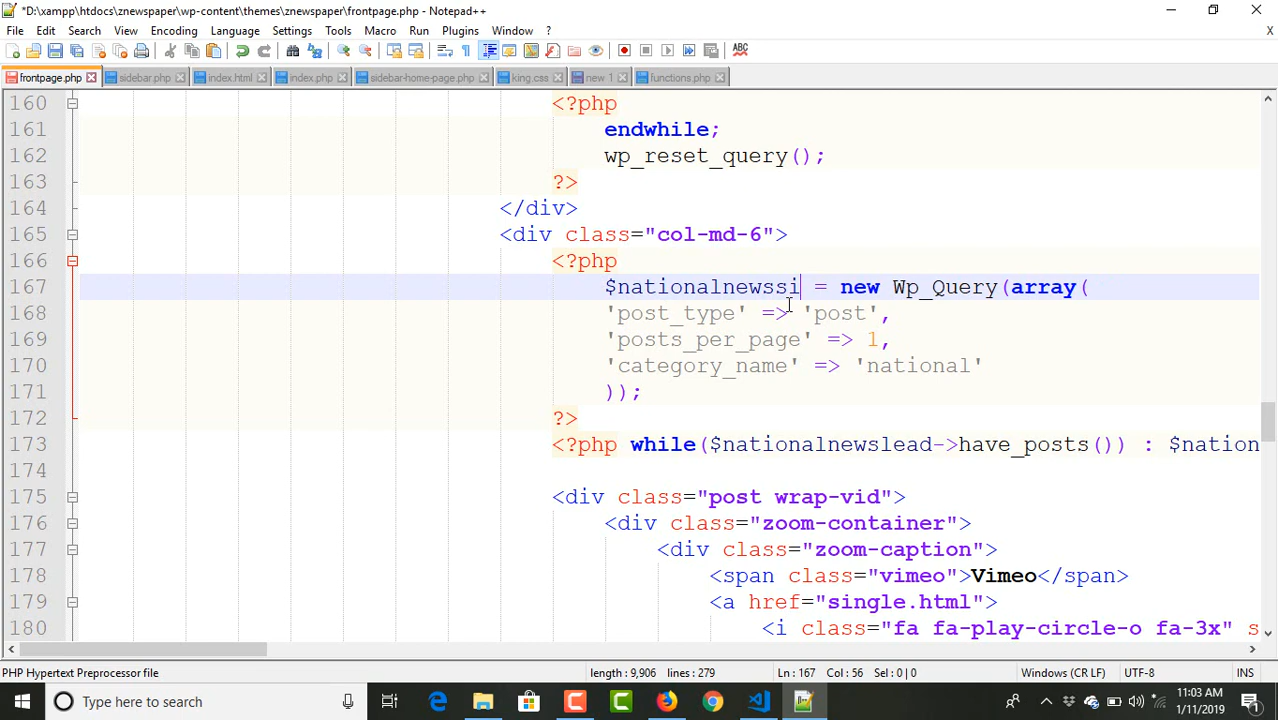 *D:\xampp\htdocs\znewspaper\wp-content\themes\znewspaper\frontpage.php - Notepad++
File Edit Search View Encoding Language Settings Tools Macro Run Plugins Window ?
X
frontpage.php sidebar.php index.html index.php sidebar-home-page.php king.css new 1 functions.php
160 <?php
161 endwhile;
162 wp_reset_query();
163 ?>
164 </div>
165 <div class="col-md-6">
166 <?php
167 $nationalnewssi = new Wp_Query(array(
168 'post_type' => 'post',
169 'posts_per_page' => 1,
170 'category_name' => 'national'
171 ));
172 ?>
173 <?php while($nationalnewslead->have_posts()) : $nation
174
175 <div class="post wrap-vid">
176 <div class="zoom-container">
177 <div class="zoom-caption">
178 <span class="vimeo">Vimeo</span>
179 <a href="single.html">
180 <i class="fa fa-play-circle-o fa-3x" s
PHP Hypertext Preprocessor file length : 9,906 lines : 279 Ln : 167 Col : 56 Sel : 0 | 0 Windows (CR LF) UTF-8 INS
Type here to search
11:03 AM
1/11/2019